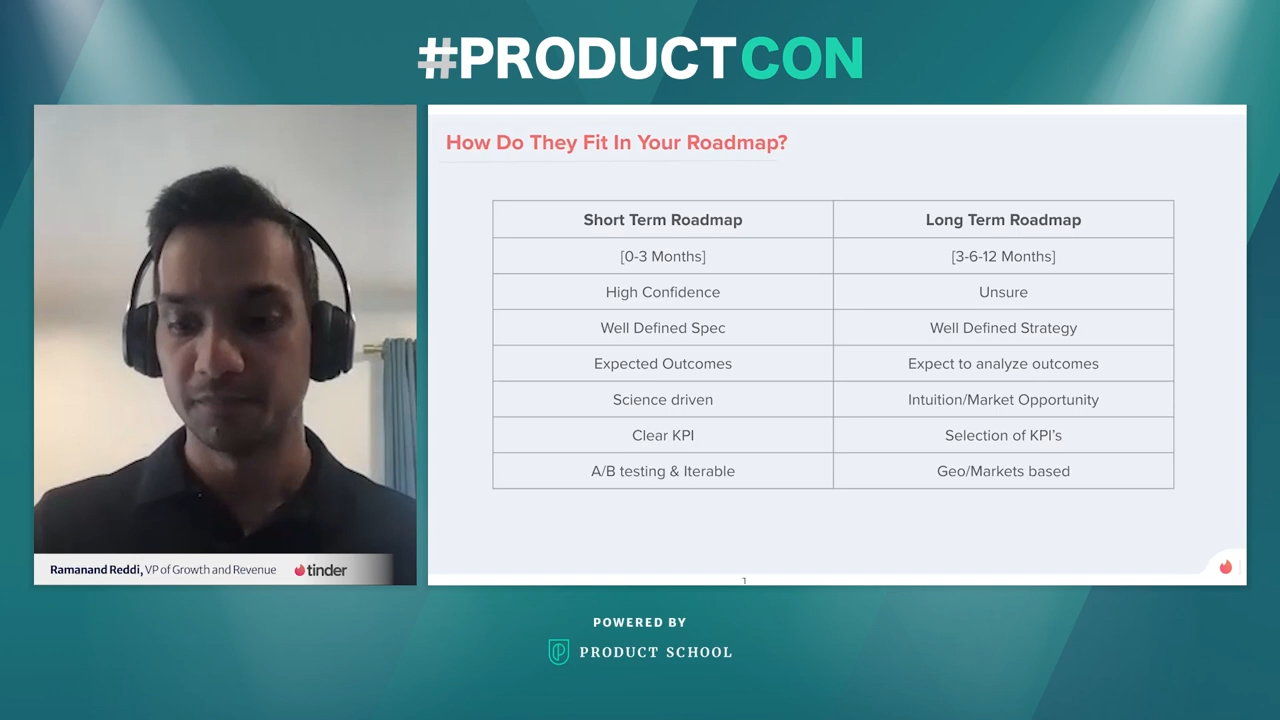 #PRODUCTCON
How Do They Fit In Your Roadmap?
Short Term Roadmap
Long Term Roadmap
[0-3 Months]
[3-6-12 Months]
High Confidence
Unsure
Well Defined Spec
Well Defined Strategy
Expected Outcomes
Expect to analyze outcomes
Science driven
Intuition/Market Opportunity
Clear KPI
Selection of KPI's
A/B testing & Iterable
Geo/Markets based
1
Ramanand Reddi, VP of Growth and Revenue
tinder
POWERED BY
PRODUCT SCHOOL